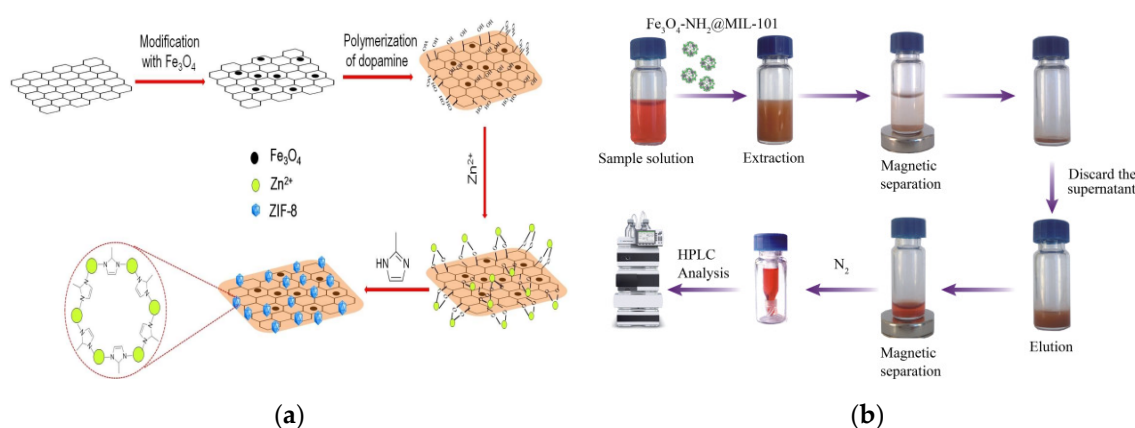 Modification
with Fe₃O₄
Polymerization
of dopamine
Zn²⁺
Fe₃O₄
Zn²⁺
ZIF-8
HN
N
(a)
Fe₃O₄-NH₂@MIL-101
Sample solution
Extraction
Magnetic
separation
Discard the
supernatant
Elution
Magnetic
separation
N₂
HPLC
Analysis
(b)